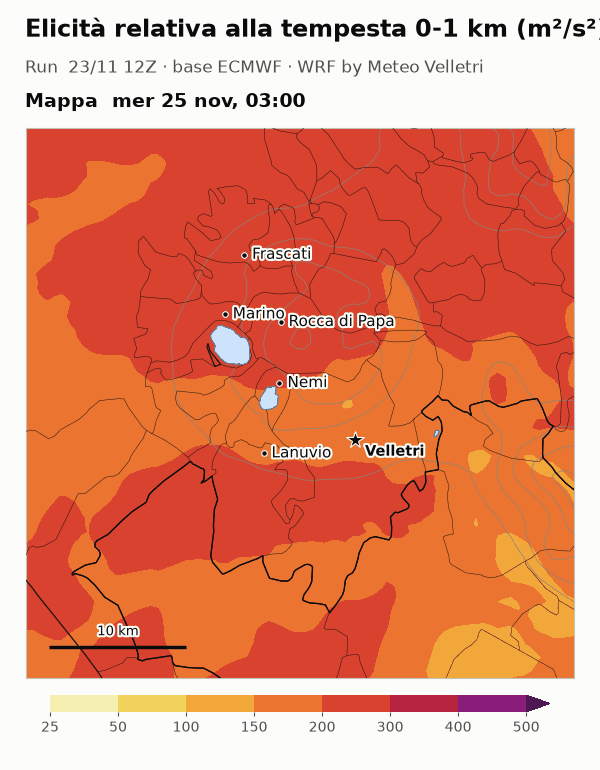 Elicità relativa alla tempesta 0-1 km (m²/s²)
Run 23/11 12Z · base ECMWF · WRF by Meteo Velletri
Mappa mer 25 nov, 03:00
Frascati
Marino
Rocca di Papa
Nemi
Lanuvio
Velletri
10 km
25 50 100 150 200 300 400 500